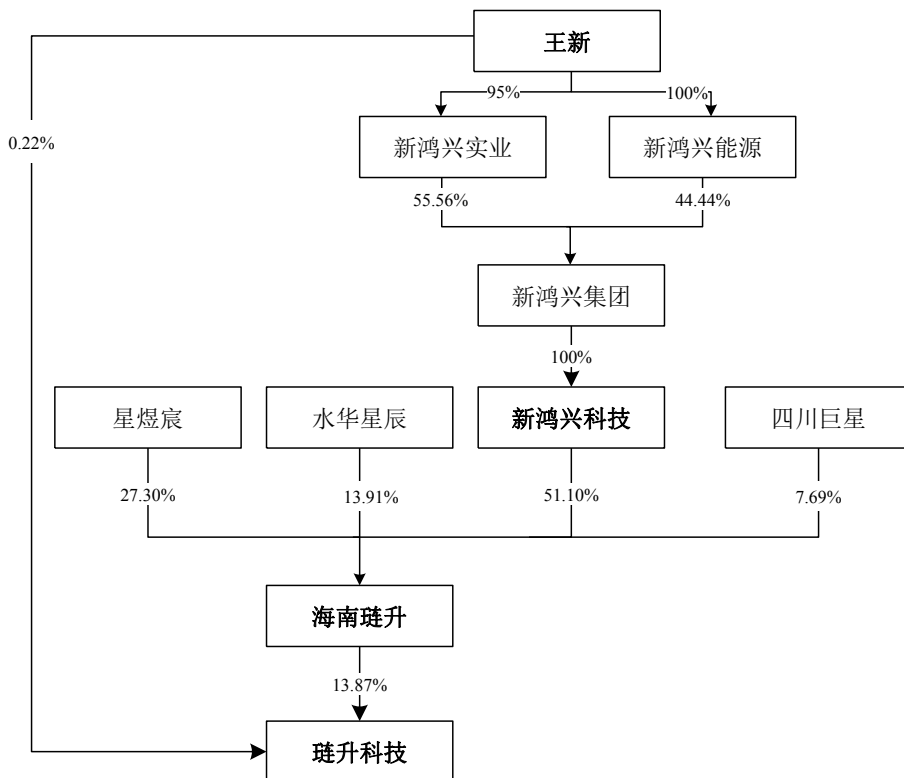 王新
95%
100%
0.22%
新鸿兴实业
新鸿兴能源
55.56%
44.44%
新鸿兴集团
100%
星煜宸
水华星辰
新鸿兴科技
四川巨星
27.30%
13.91%
51.10%
7.69%
海南琏升
13.87%
琏升科技